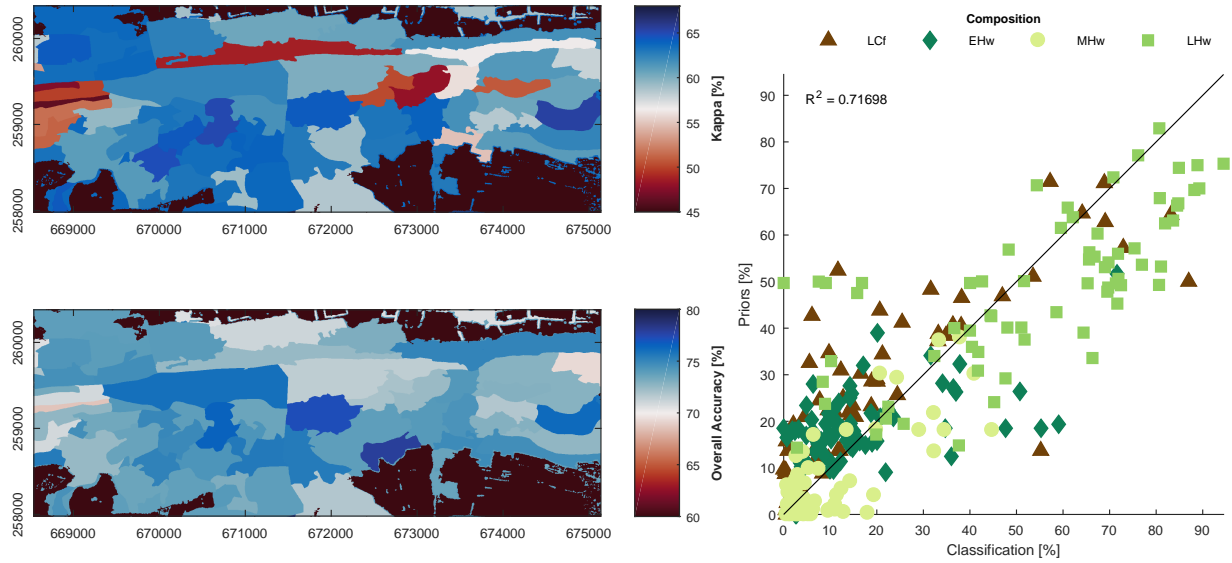 260000
259000
258000
669000 670000 671000 672000 673000 674000 675000
65
60
55
50
45
Kappa [%]
260000
259000
258000
669000 670000 671000 672000 673000 674000 675000
80
75
70
65
60
Overall Accuracy [%]
Composition
LCf EHw MHw LHw
R² = 0.71698
90
80
70
60
50
40
30
20
10
0
Priors [%]
0 10 20 30 40 50 60 70 80 90
Classification [%]